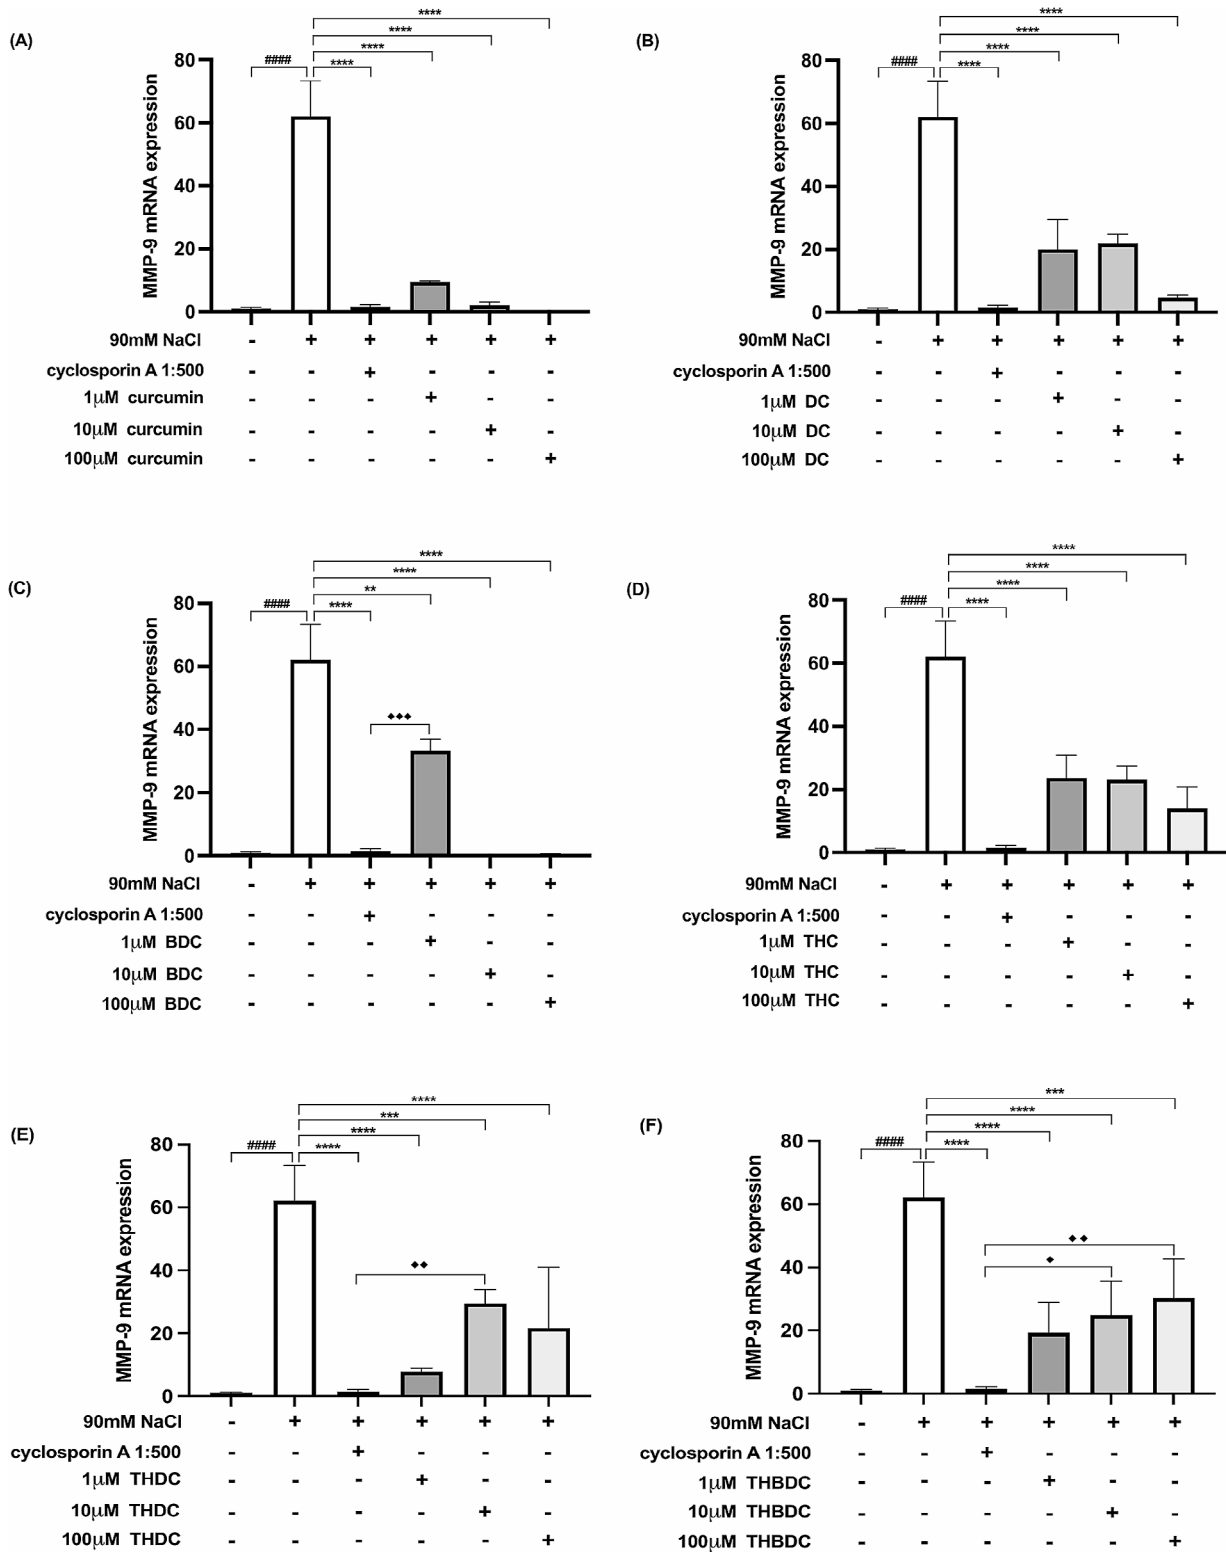 (A)
****
****
****
####
****
MMP-9 mRNA expression
80
60
40
20
0
90mM NaCl - + + + + +
cyclosporin A 1:500 - - + - - -
1µM curcumin - - - + - -
10µM curcumin - - - - + -
100µM curcumin - - - - - +
(B)
****
****
****
####
****
MMP-9 mRNA expression
80
60
40
20
0
90mM NaCl - + + + + +
cyclosporin A 1:500 - - + - - -
1µM DC - - - + - -
10µM DC - - - - + -
100µM DC - - - - - +
(C)
****
****
**
####
****
◆◆◆
MMP-9 mRNA expression
80
60
40
20
0
90mM NaCl - + + + + +
cyclosporin A 1:500 - - + - - -
1µM BDC - - - + - -
10µM BDC - - - - + -
100µM BDC - - - - - +
(D)
****
****
****
####
****
MMP-9 mRNA expression
80
60
40
20
0
90mM NaCl - + + + + +
cyclosporin A 1:500 - - + - - -
1µM THC - - - + - -
10µM THC - - - - + -
100µM THC - - - - - +
(E)
****
***
****
####
****
◆◆
MMP-9 mRNA expression
80
60
40
20
0
90mM NaCl - + + + + +
cyclosporin A 1:500 - - + - - -
1µM THDC - - - + - -
10µM THDC - - - - + -
100µM THDC - - - - - +
(F)
***
****
****
####
****
◆◆
◆
MMP-9 mRNA expression
80
60
40
20
0
90mM NaCl - + + + + +
cyclosporin A 1:500 - - + - - -
1µM THBDC - - - + - -
10µM THBDC - - - - + -
100µM THBDC - - - - - +